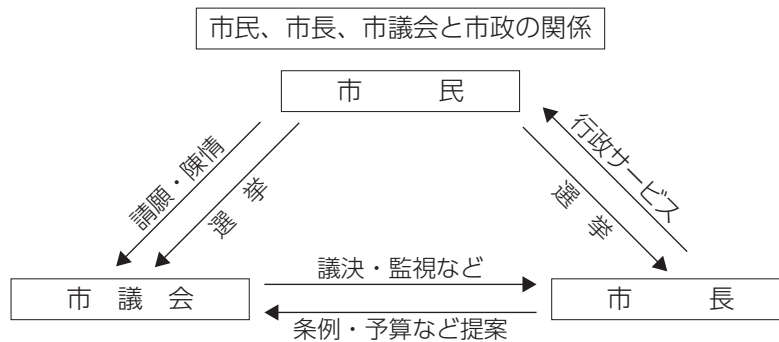 市民、市長、市議会と市政の関係
市　民
請願・陳情
選挙
選挙
行政サービス
市議会
議決・監視など
条例・予算など提案
市　長